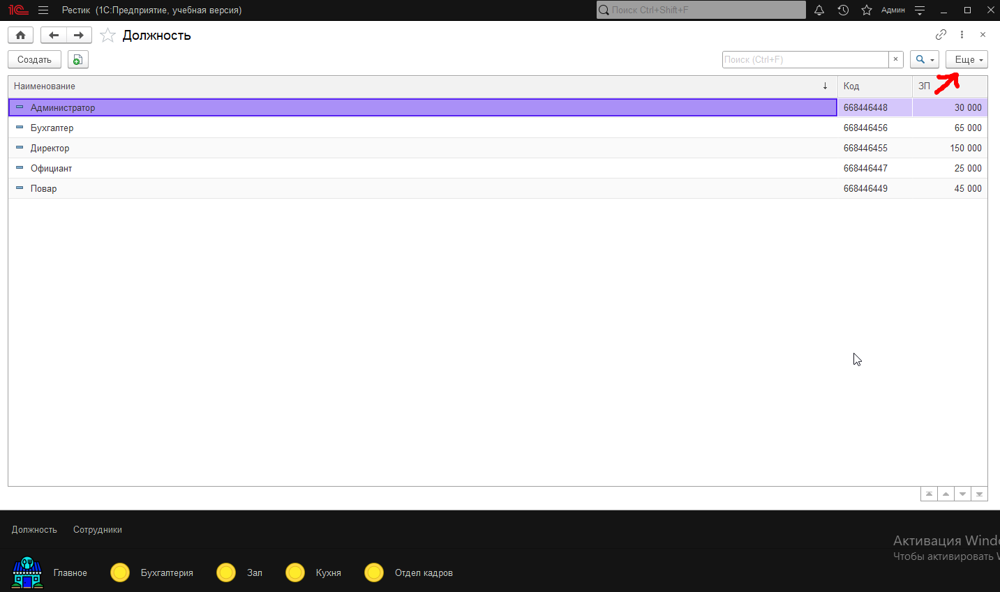 1С Рестик (1С:Предприятие, учебная версия) Поиск Ctrl+Shift+F Админ
Должность
Создать Поиск (Ctrl+F) × Еще
Наименование ↓ Код ЗП
Администратор 668446448 30 000
Бухгалтер 668446456 65 000
Директор 668446455 150 000
Официант 668446447 25 000
Повар 668446449 45 000
Должность Сотрудники
Активация Wind
Чтобы активировать W
Главное Бухгалтерия Зал Кухня Отдел кадров